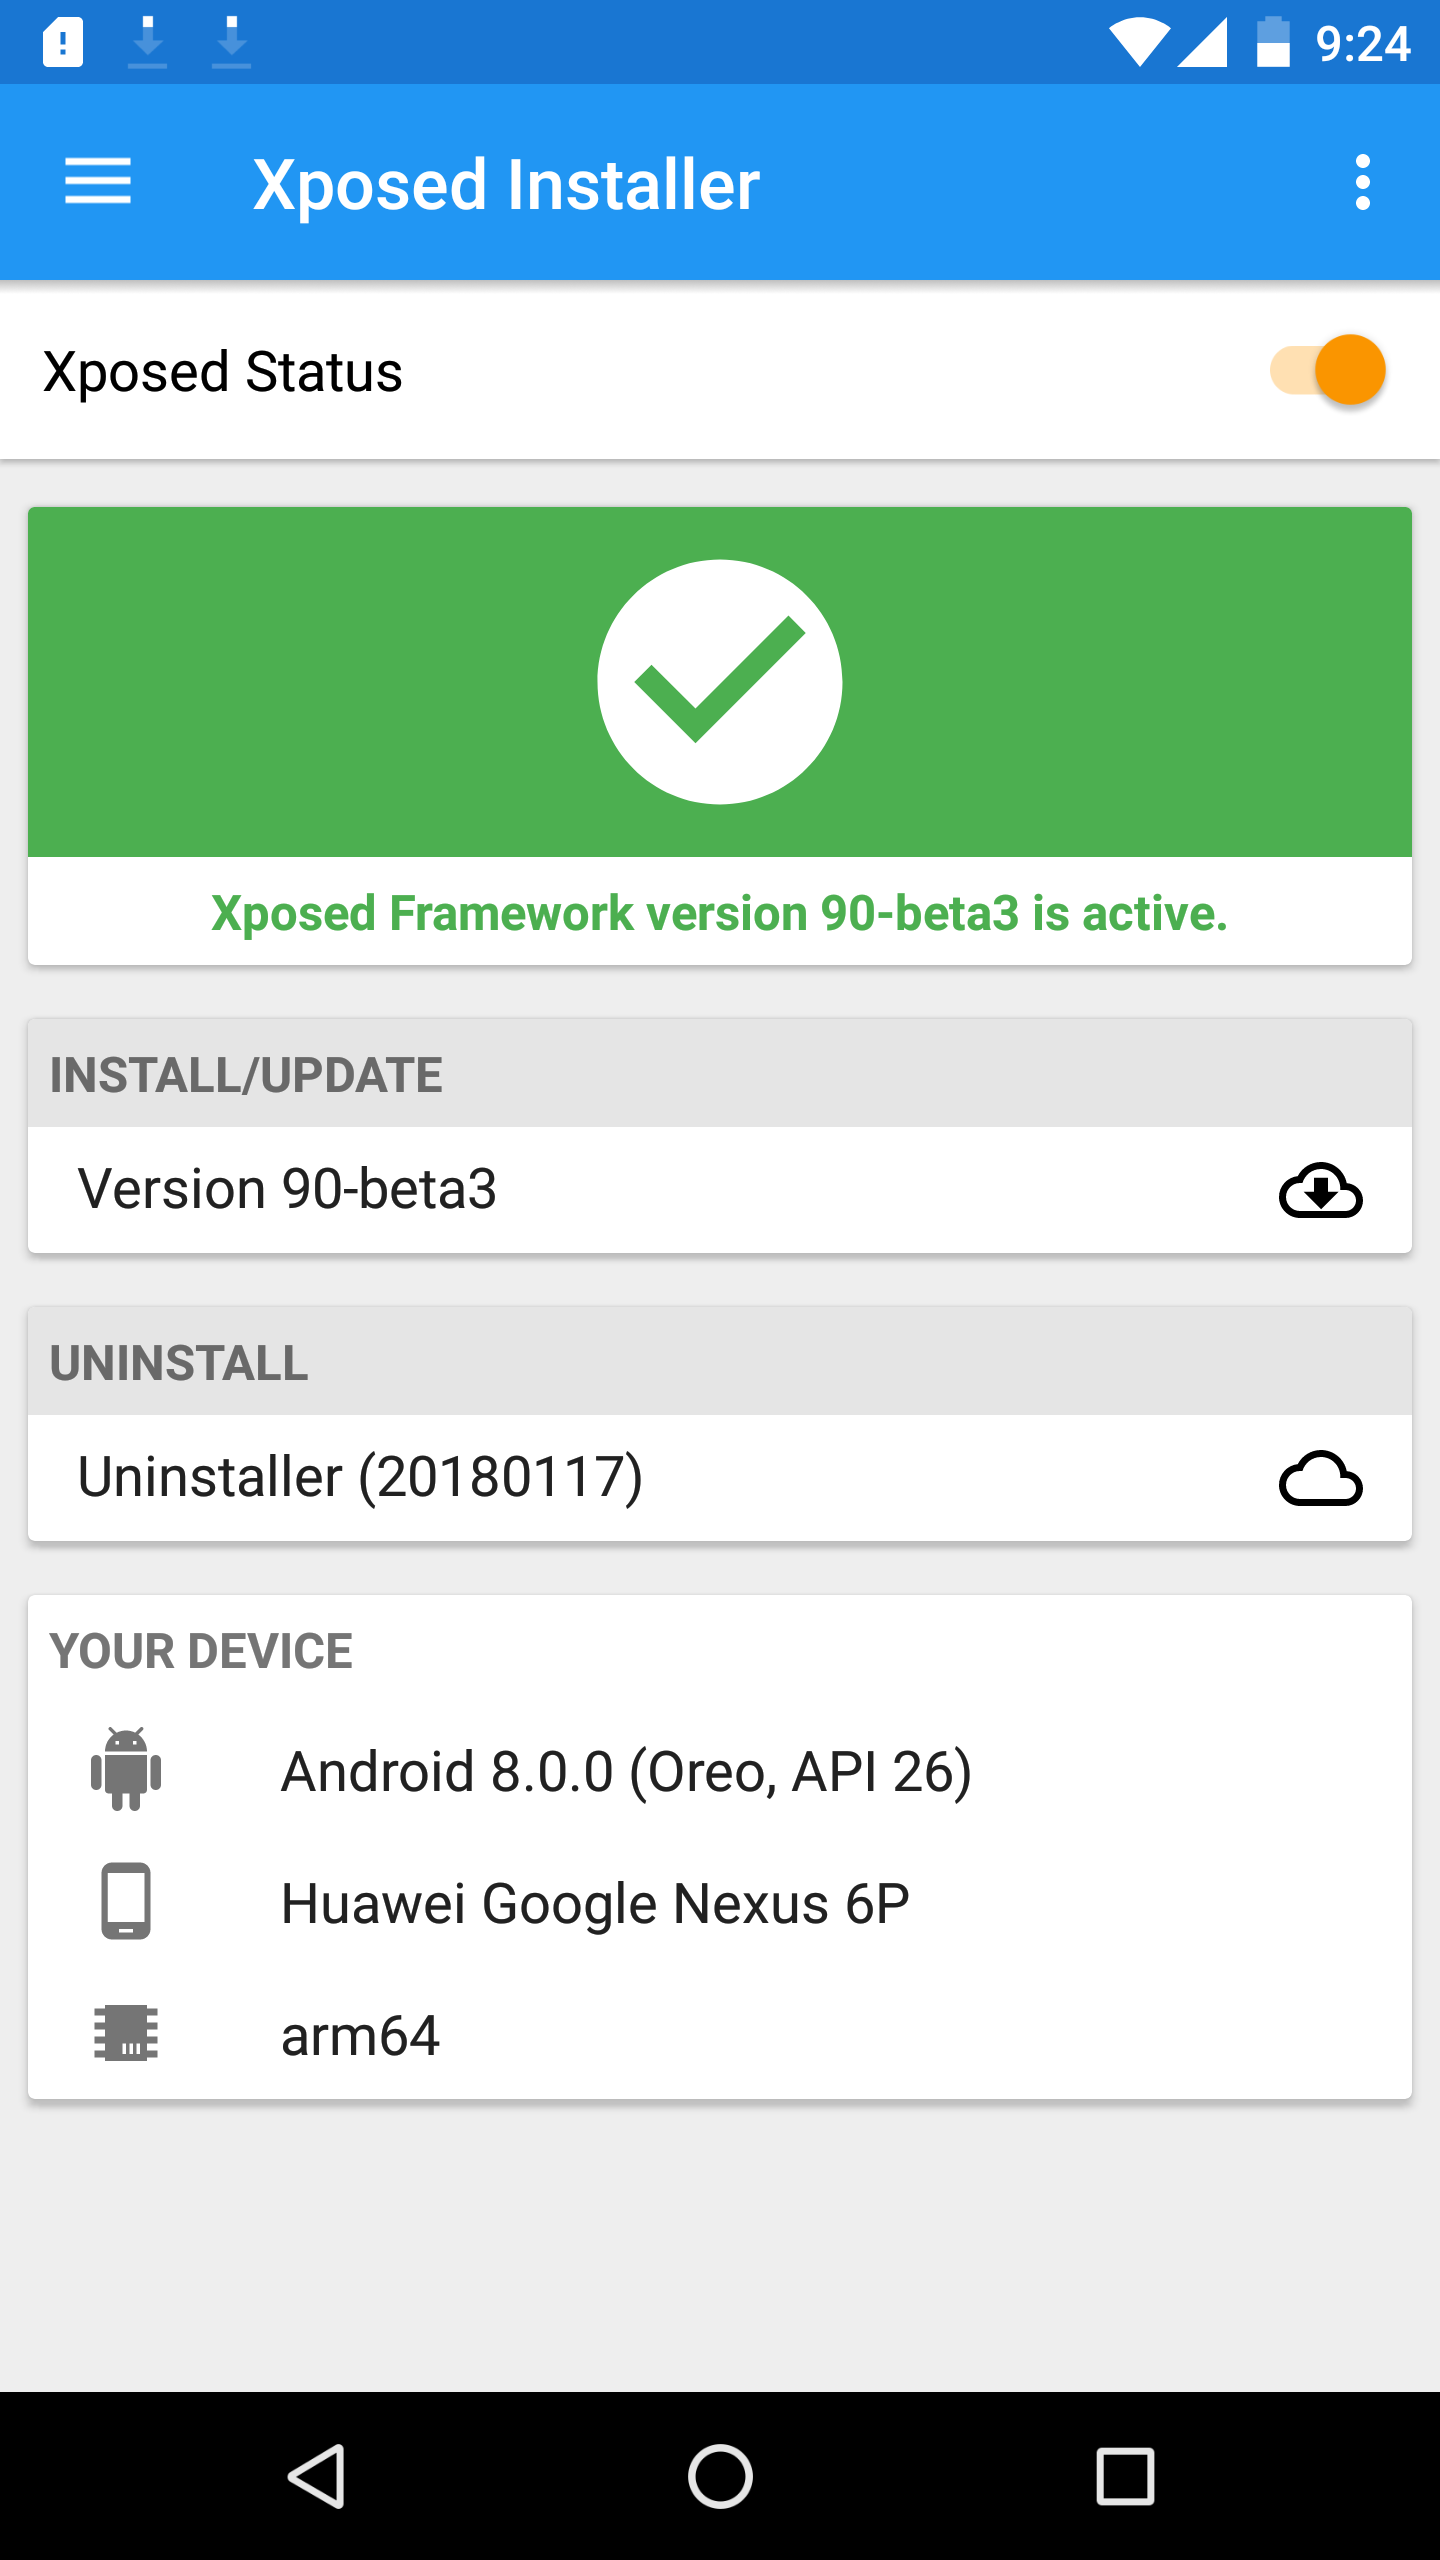 9:24
Xposed Installer
Xposed Status
Xposed Framework version 90-beta3 is active.
INSTALL/UPDATE
Version 90-beta3
UNINSTALL
Uninstaller (20180117)
YOUR DEVICE
Android 8.0.0 (Oreo, API 26)
Huawei Google Nexus 6P
arm64